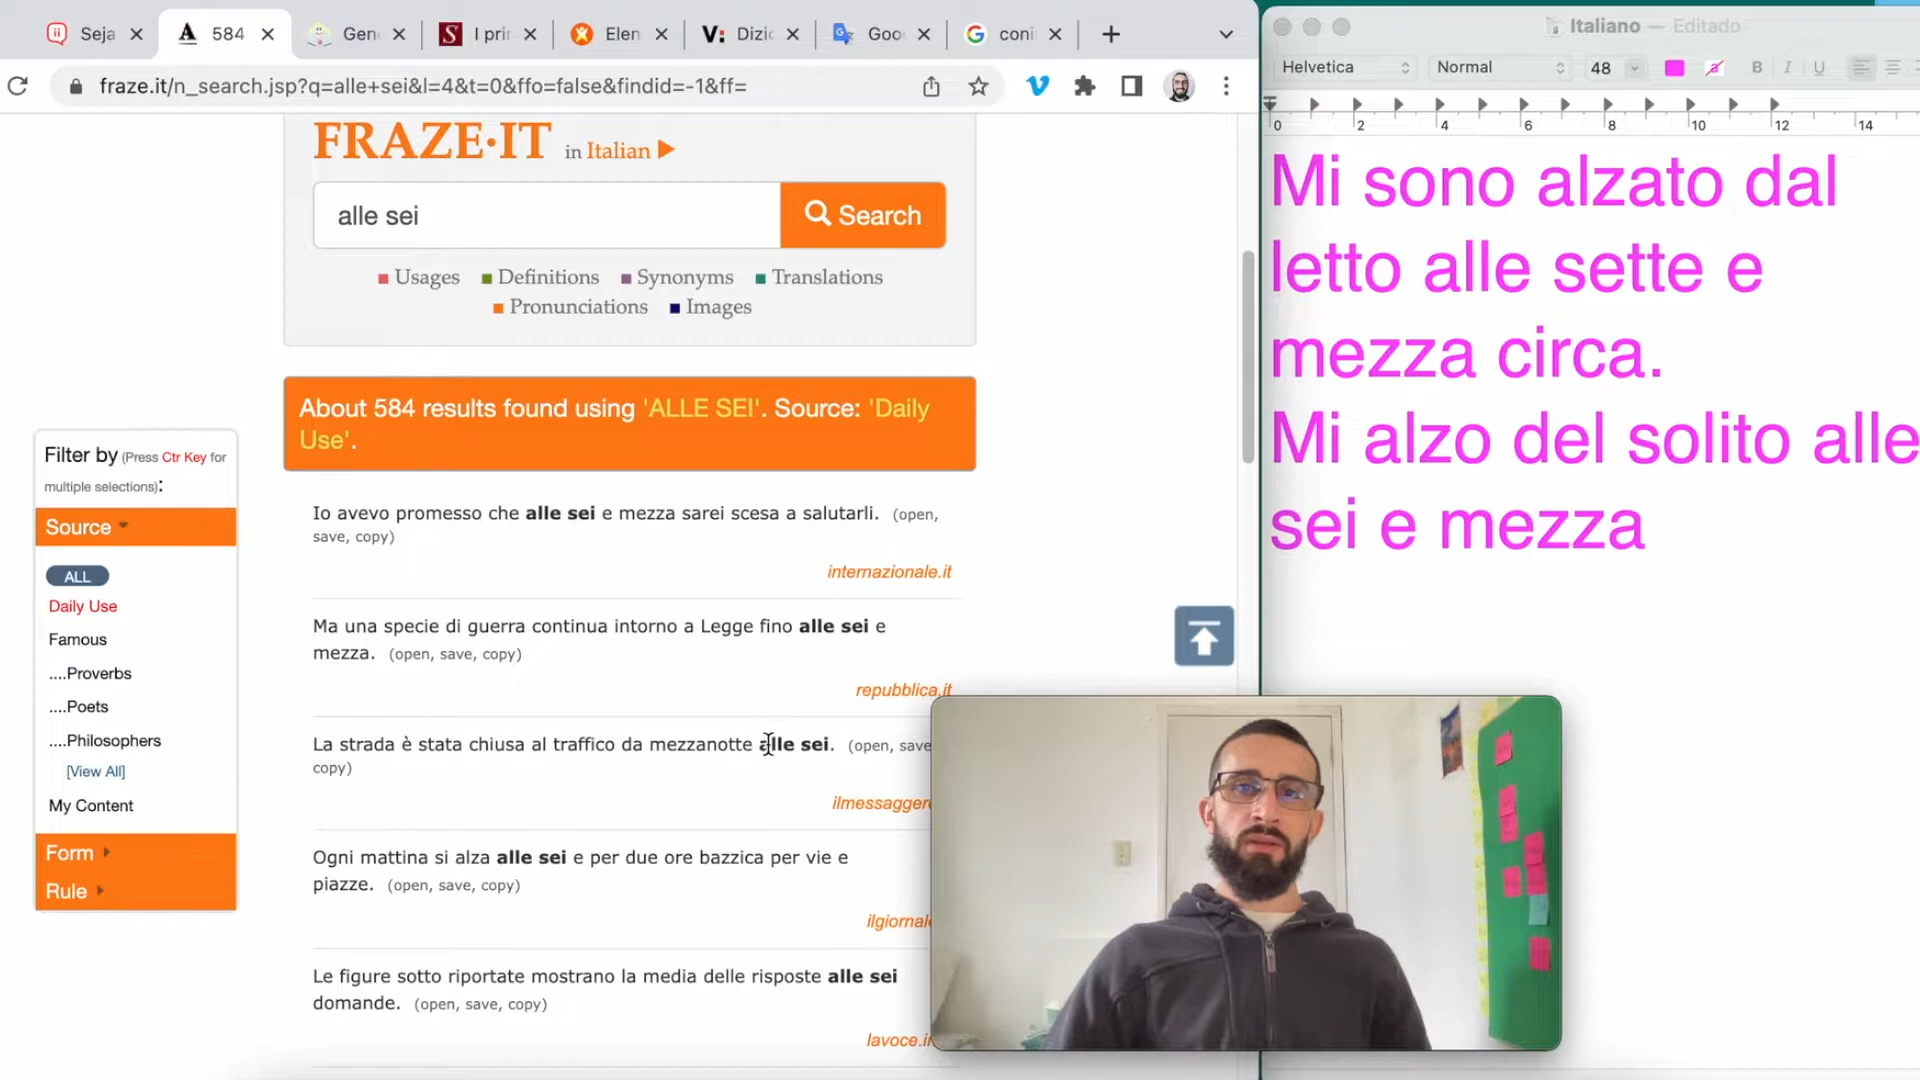 Seja
584
Gene
I prir
Elen
Dizio
Goo
coni
fraze.it/n_search.jsp?q=alle+sei&l=4&t=0&ffo=false&findid=-1&ff=
FRAZE·IT in Italian
alle sei
Search
Usages Definitions Synonyms Translations
Pronunciations Images
About 584 results found using 'ALLE SEI'. Source: 'Daily
Use'.
Filter by (Press Ctr Key for
multiple selections):
Source
ALL
Daily Use
Famous
....Proverbs
....Poets
....Philosophers
[View All]
My Content
Form
Rule
Io avevo promesso che alle sei e mezza sarei scesa a salutarli. (open,
save, copy)
internazionale.it
Ma una specie di guerra continua intorno a Legge fino alle sei e
mezza. (open, save, copy)
repubblica.it
La strada è stata chiusa al traffico da mezzanotte alle sei. (open, save
copy)
ilmessaggero
Ogni mattina si alza alle sei e per due ore bazzica per vie e
piazze. (open, save, copy)
ilgiornale
Le figure sotto riportate mostrano la media delle risposte alle sei
domande. (open, save, copy)
lavoce.in
Italiano — Editado
Helvetica Normal 48 a B I U
0 2 4 6 8 10 12 14
Mi sono alzato dal
letto alle sette e
mezza circa.
Mi alzo del solito alle
sei e mezza